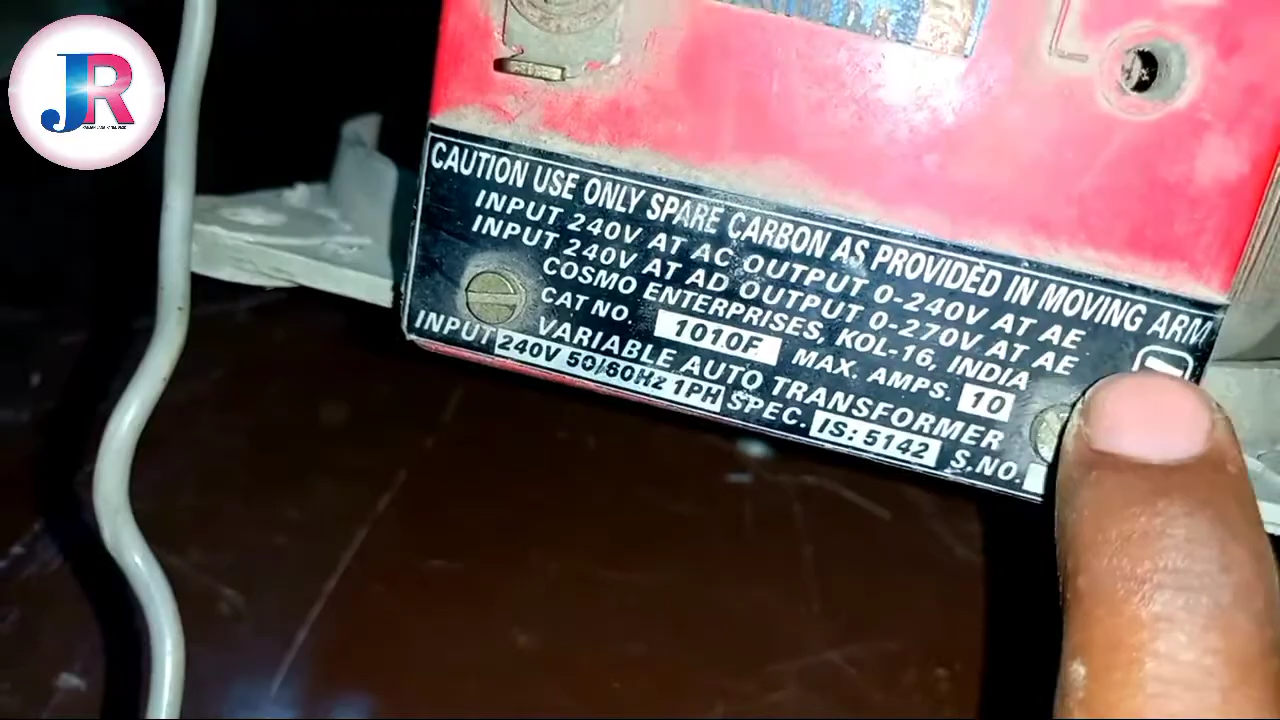 JR
CAUTION USE ONLY SPARE CARBON AS PROVIDED IN MOVING ARM
INPUT 240V AT AC OUTPUT 0-240V AT AE
INPUT 240V AT AD OUTPUT 0-270V AT AE
COSMO ENTERPRISES, KOL-16, INDIA
CAT NO. 1010F MAX. AMPS. 10
VARIABLE AUTO TRANSFORMER
INPUT 240V 50/60Hz 1PH SPEC. IS: 5142 S.NO.